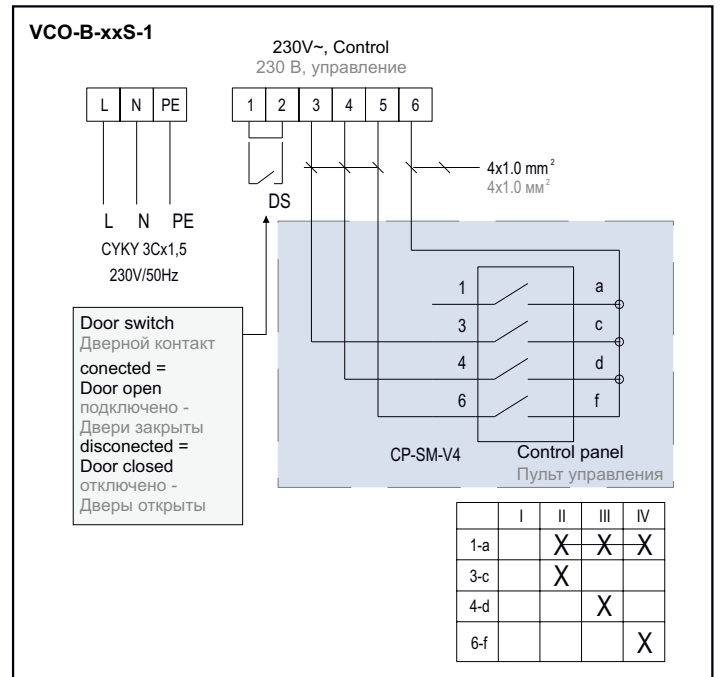 VCO-B-xxS-1
230V~, Control
230 В, управление
L N PE
1 2 3 4 5 6
4x1.0 mm²
4x1.0 мм²
DS
L N PE
CYKY 3Cx1,5
230V/50Hz
Door switch
Дверной контакт
conected =
Door open
подключено -
Двери закрыты
disconected =
Door closed
отключено -
Дверы открыты
1 a
3 c
4 d
6 f
CP-SM-V4
Control panel
Пульт управления
I II III IV
1-a X X X
3-c X
4-d X
6-f X